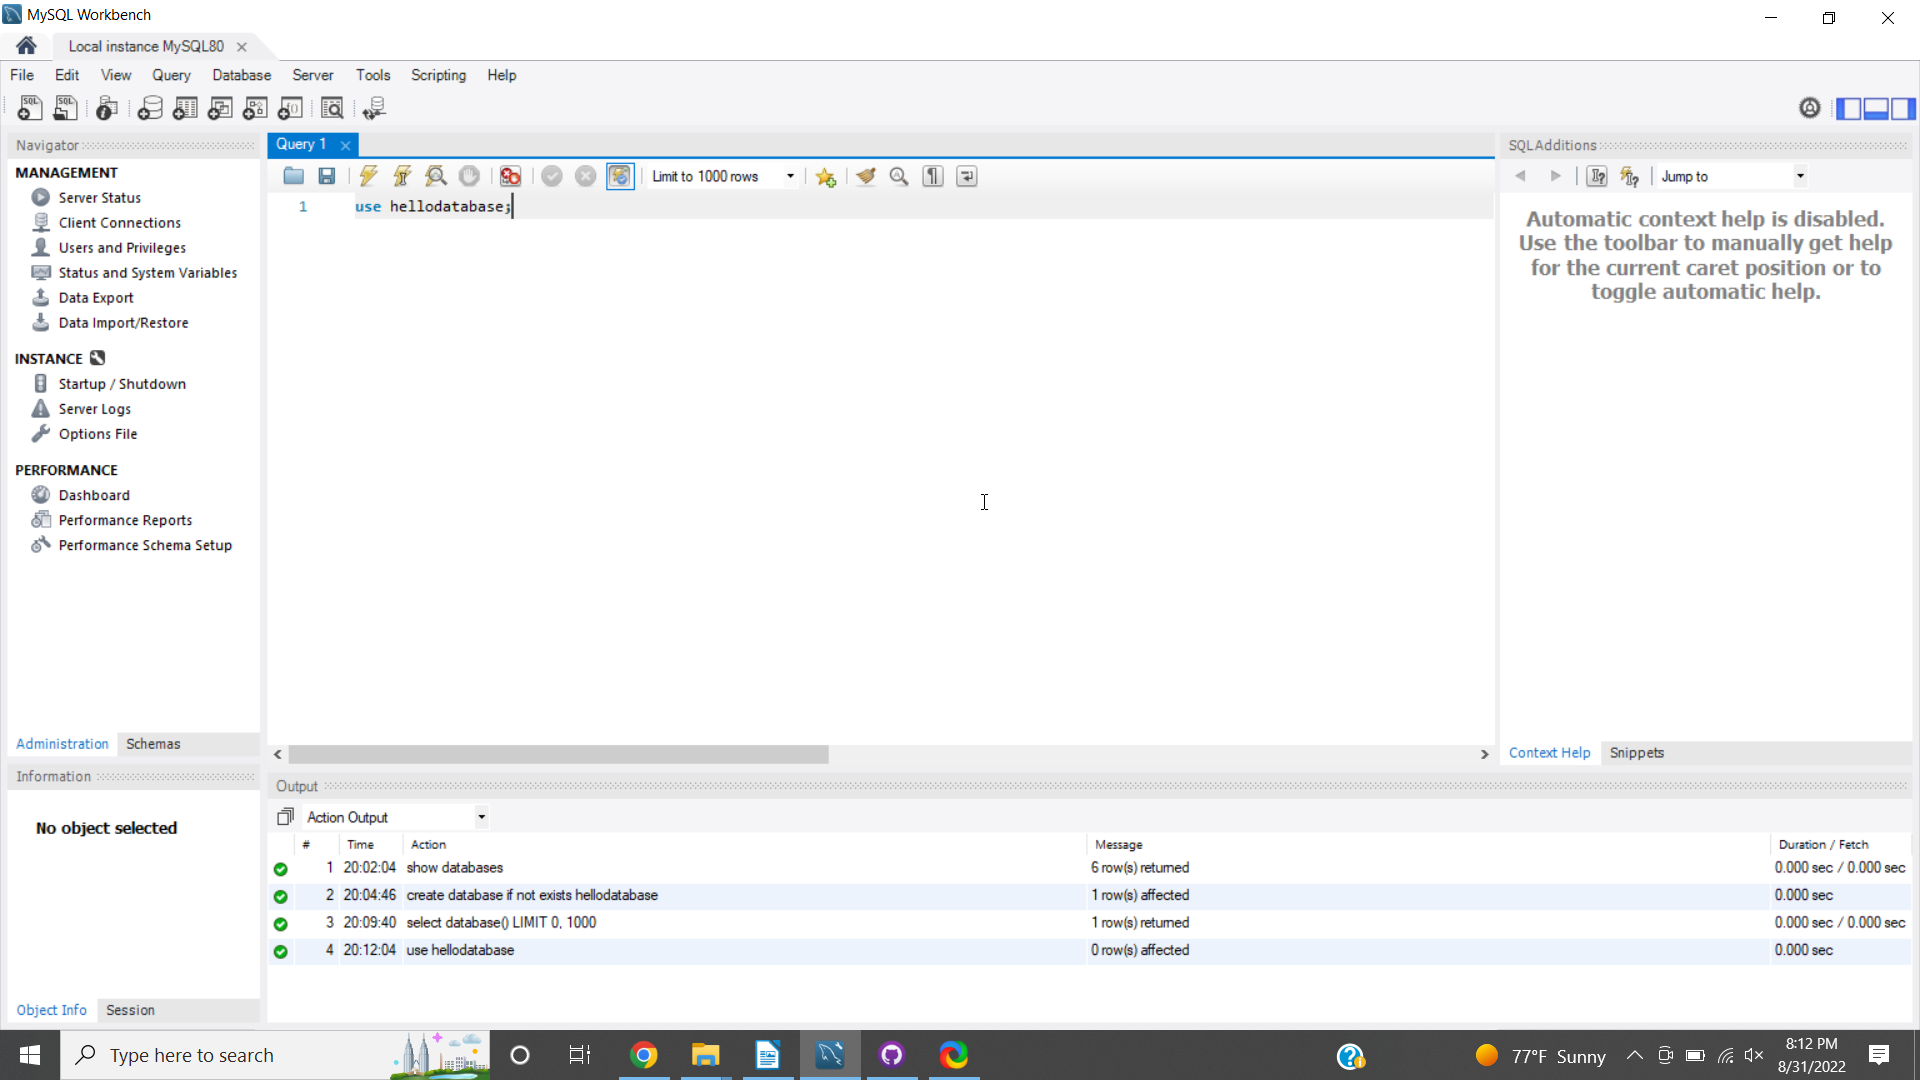 MySQL Workbench
Local instance MySQL80
File Edit View Query Database Server Tools Scripting Help
Navigator
MANAGEMENT
Server Status
Client Connections
Users and Privileges
Status and System Variables
Data Export
Data Import/Restore
INSTANCE
Startup / Shutdown
Server Logs
Options File
PERFORMANCE
Dashboard
Performance Reports
Performance Schema Setup
Administration Schemas
Information
No object selected
Object Info Session
Query 1
Limit to 1000 rows
1 use hellodatabase;
SQLAdditions
Jump to
Automatic context help is disabled.
Use the toolbar to manually get help
for the current caret position or to
toggle automatic help.
Context Help Snippets
Output
Action Output
# Time Action Message Duration / Fetch
1 20:02:04 show databases 6 row(s) returned 0.000 sec / 0.000 sec
2 20:04:46 create database if not exists hellodatabase 1 row(s) affected 0.000 sec
3 20:09:40 select database() LIMIT 0, 1000 1 row(s) returned 0.000 sec / 0.000 sec
4 20:12:04 use hellodatabase 0 row(s) affected 0.000 sec
Type here to search
77°F Sunny
8:12 PM
8/31/2022